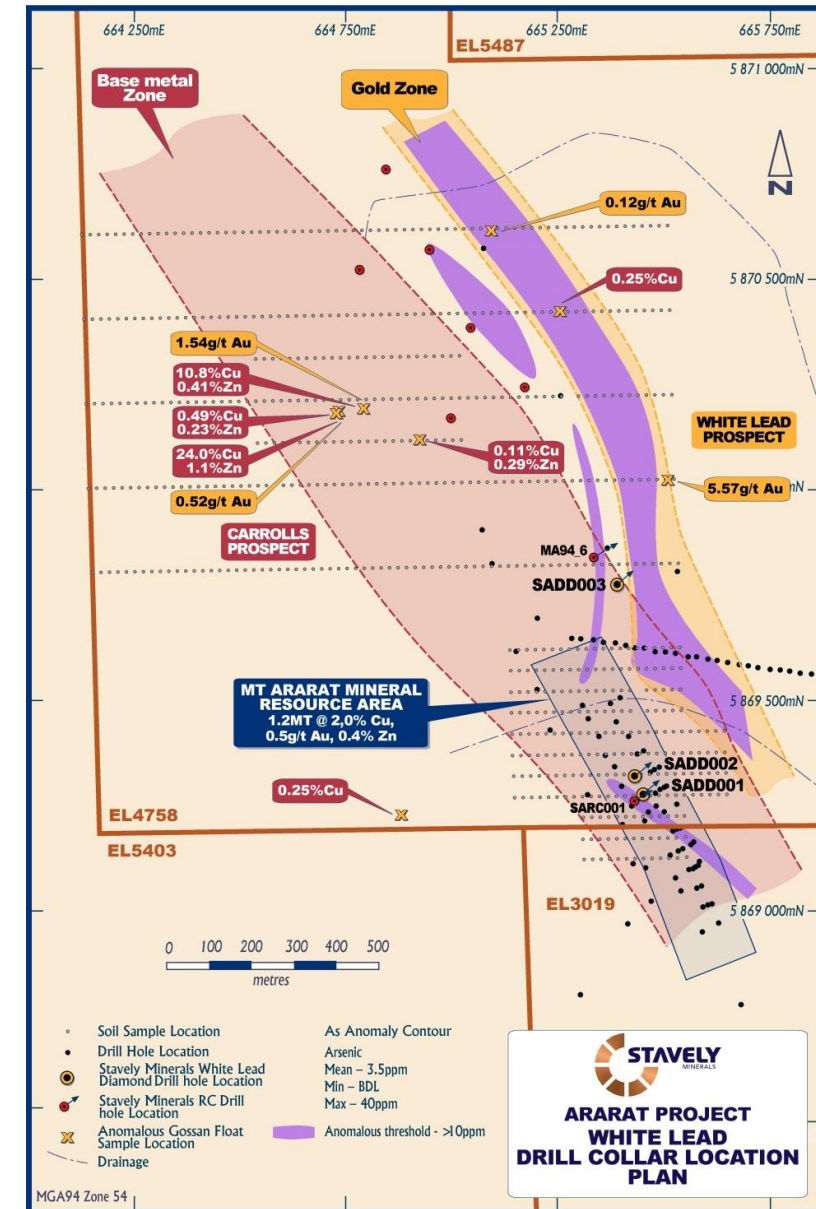 664 250mE
664 750mE
665 250mE
665 750mE
EL5487
5 871 000mN
Base metal
Zone
Gold Zone
N
0.12g/t Au
0.25%Cu
5 870 500mN
1.54g/t Au
10.8%Cu
0.41%Zn
0.49%Cu
0.23%Zn
24.0%Cu
1.1%Zn
0.52g/t Au
0.11%Cu
0.29%Zn
WHITE LEAD
PROSPECT
5.57g/t Au
mN
CARROLLS
PROSPECT
MA94_6
SADD003
MT ARARAT MINERAL
RESOURCE AREA
1.2MT @ 2,0% Cu,
0.5g/t Au, 0.4% Zn
5 869 500mN
SADD002
SADD001
SARC001
0.25%Cu
EL4758
EL5403
EL3019
5 869 000mN
0 100 200 300 400 500
metres
Soil Sample Location
Drill Hole Location
Stavely Minerals White Lead
Diamond Drill hole Location
Stavely Minerals RC Drill
hole Location
Anomalous Gossan Float
Sample Location
Drainage
As Anomaly Contour
Arsenic
Mean – 3.5ppm
Min – BDL
Max – 40ppm
Anomalous threshold - >10ppm
STAVELY
MINERALS
ARARAT PROJECT
WHITE LEAD
DRILL COLLAR LOCATION
PLAN
MGA94 Zone 54